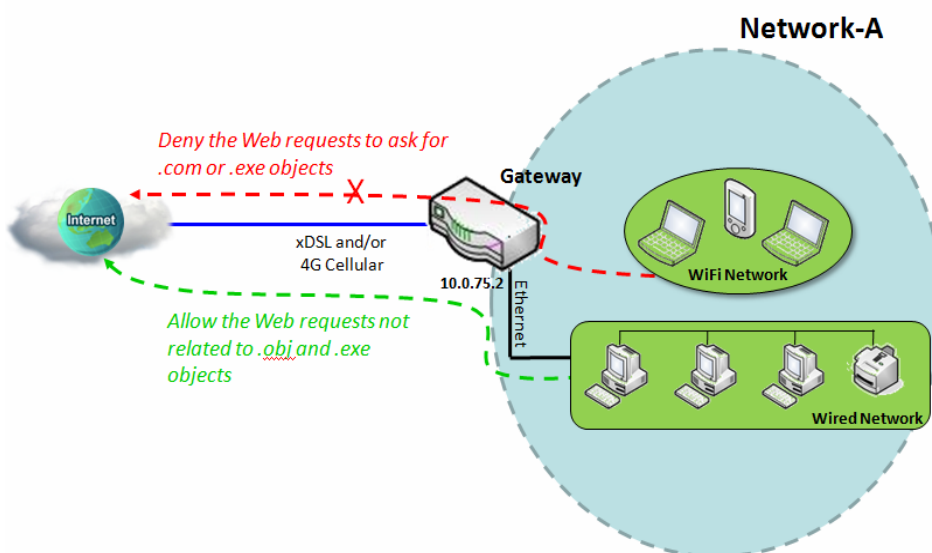 Network-A
Deny the Web requests to ask for
.com or .exe objects
Gateway
Internet
xDSL and/or
4G Cellular
10.0.75.2
Ethernet
WiFi Network
Allow the Web requests not
related to .obj and .exe
objects
Wired Network